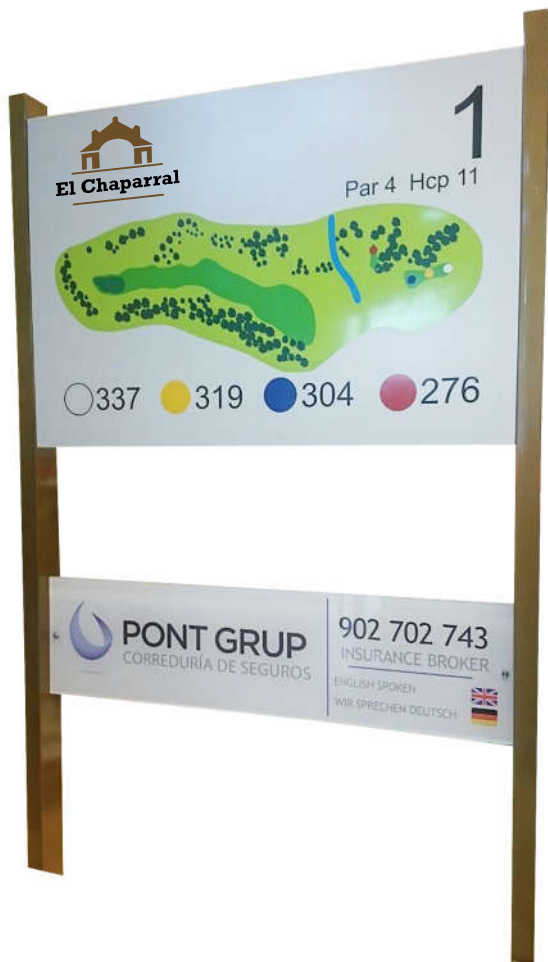 El Chaparral
1
Par 4 Hcp 11
337 319 304 276
PONT GRUP
CORREDURÍA DE SEGUROS
902 702 743
INSURANCE BROKER
ENGLISH SPOKEN
WIR SPRECHEN DEUTSCH